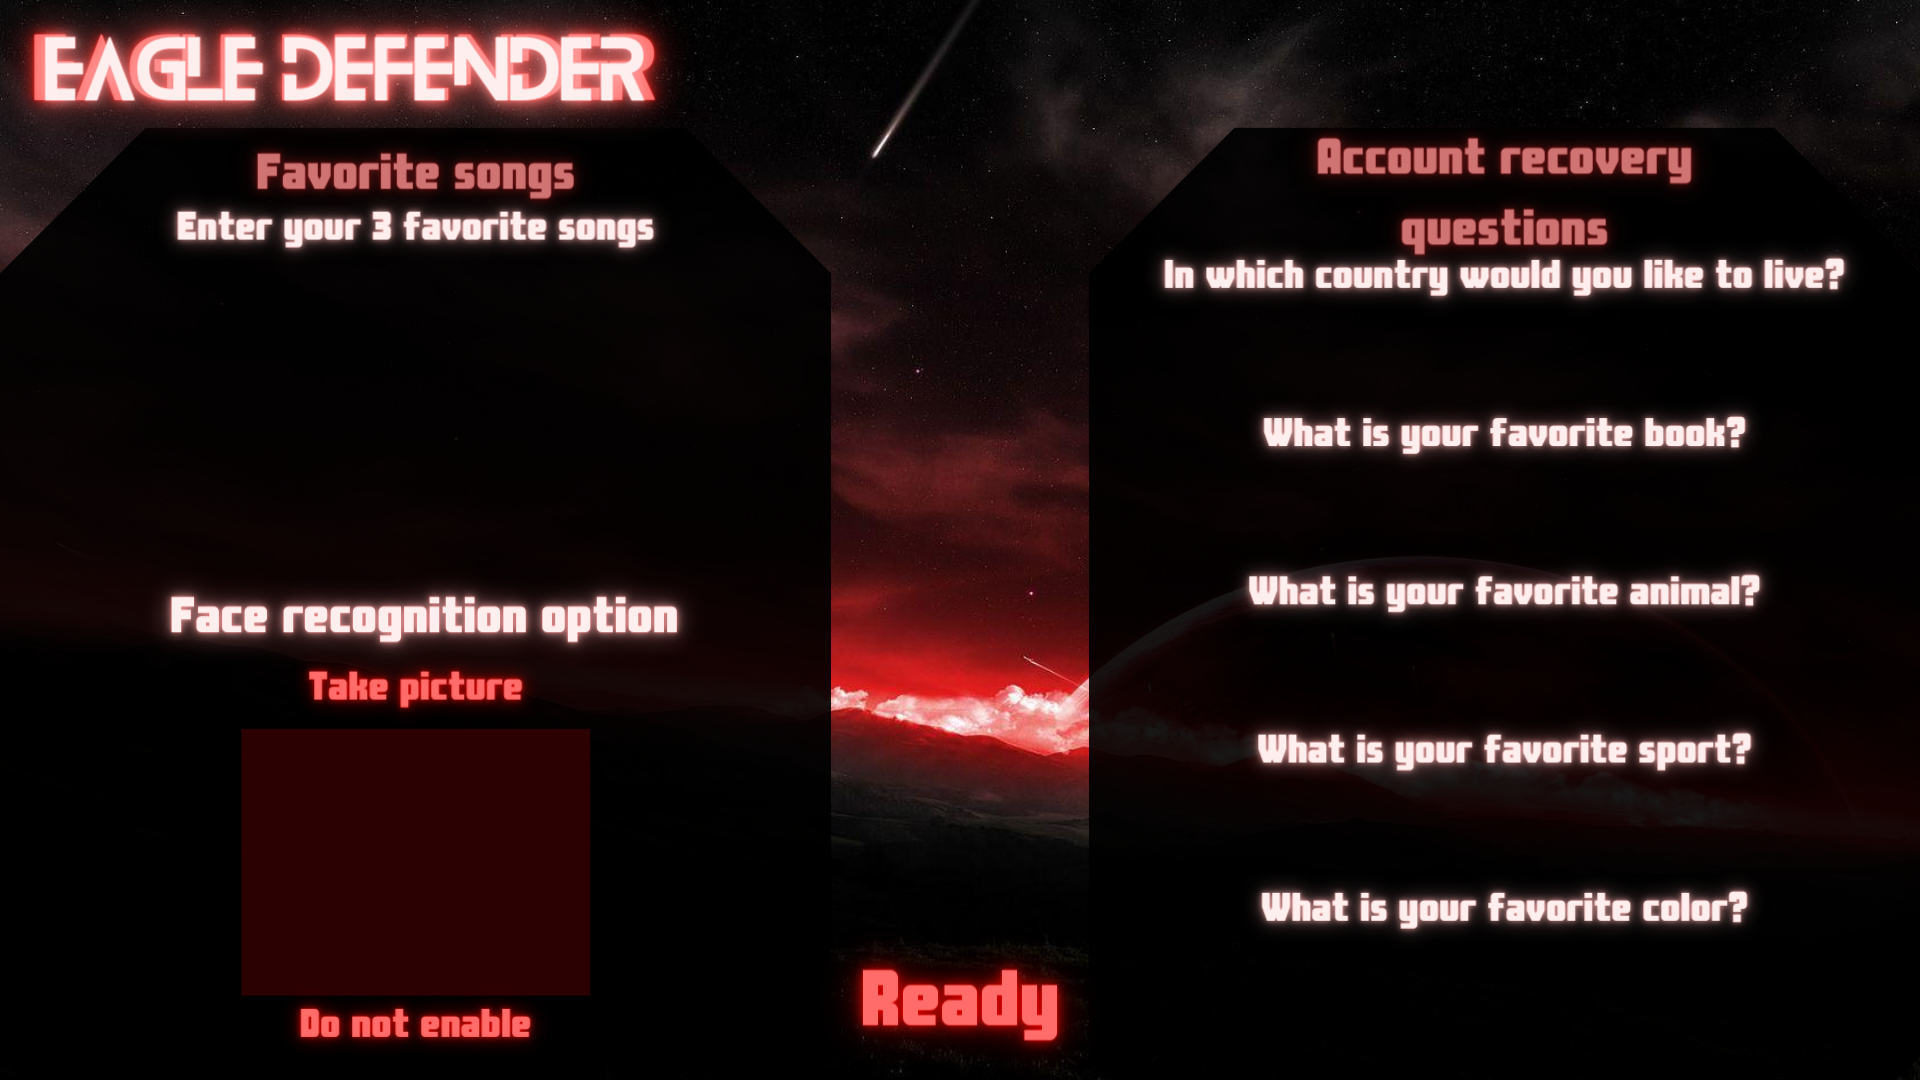 EAGLE DEFENDER
Favorite songs
Enter your 3 favorite songs
Face recognition option
Take picture
Do not enable
Ready
Account recovery
questions
In which country would you like to live?
What is your favorite book?
What is your favorite animal?
What is your favorite sport?
What is your favorite color?